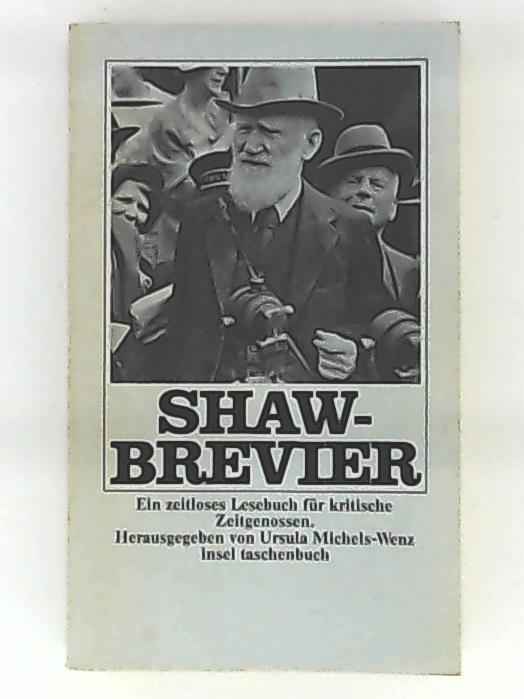 SHAW-
BREVIER
Ein zeitloses Lesebuch für kritische
Zeitgenossen.
Herausgegeben von Ursula Michels-Wenz
Insel taschenbuch